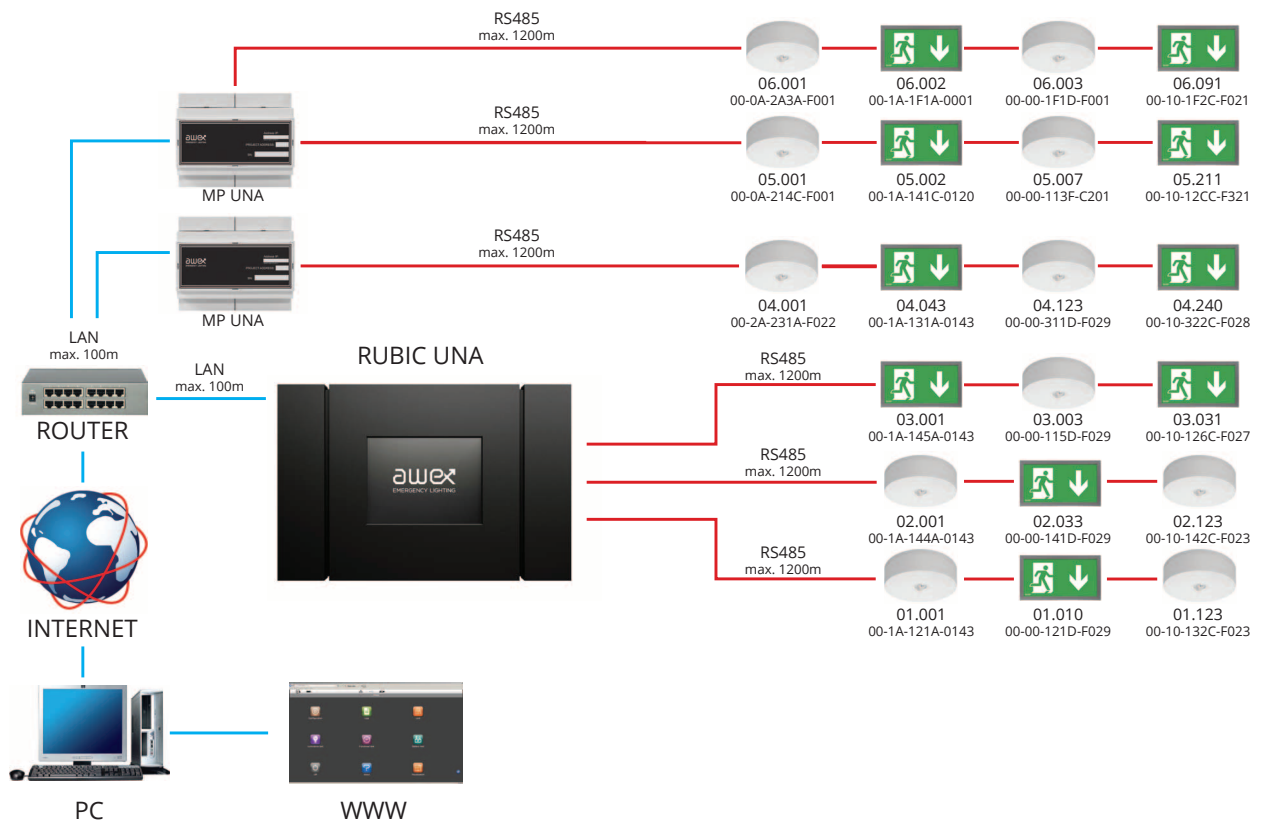 RS485
max. 1200m
06.001
00-0A-2A3A-F001
06.002
00-1A-1F1A-0001
06.003
00-00-1F1D-F001
06.091
00-10-1F2C-F021
awex
EMERGENCY LIGHTING
MP UNA
RS485
max. 1200m
05.001
00-0A-214C-F001
05.002
00-1A-141C-0120
05.007
00-00-113F-C201
05.211
00-10-12CC-F321
awex
EMERGENCY LIGHTING
MP UNA
RS485
max. 1200m
04.001
00-2A-231A-F022
04.043
00-1A-131A-0143
04.123
00-00-311D-F029
04.240
00-10-322C-F028
LAN
max. 100m
ROUTER
LAN
max. 100m
RUBIC UNA
awex
EMERGENCY LIGHTING
RS485
max. 1200m
03.001
00-1A-145A-0143
03.003
00-00-115D-F029
03.031
00-10-126C-F027
RS485
max. 1200m
02.001
00-1A-144A-0143
02.033
00-00-141D-F029
02.123
00-10-142C-F023
RS485
max. 1200m
01.001
00-1A-121A-0143
01.010
00-00-121D-F029
01.123
00-10-132C-F023
INTERNET
PC
WWW